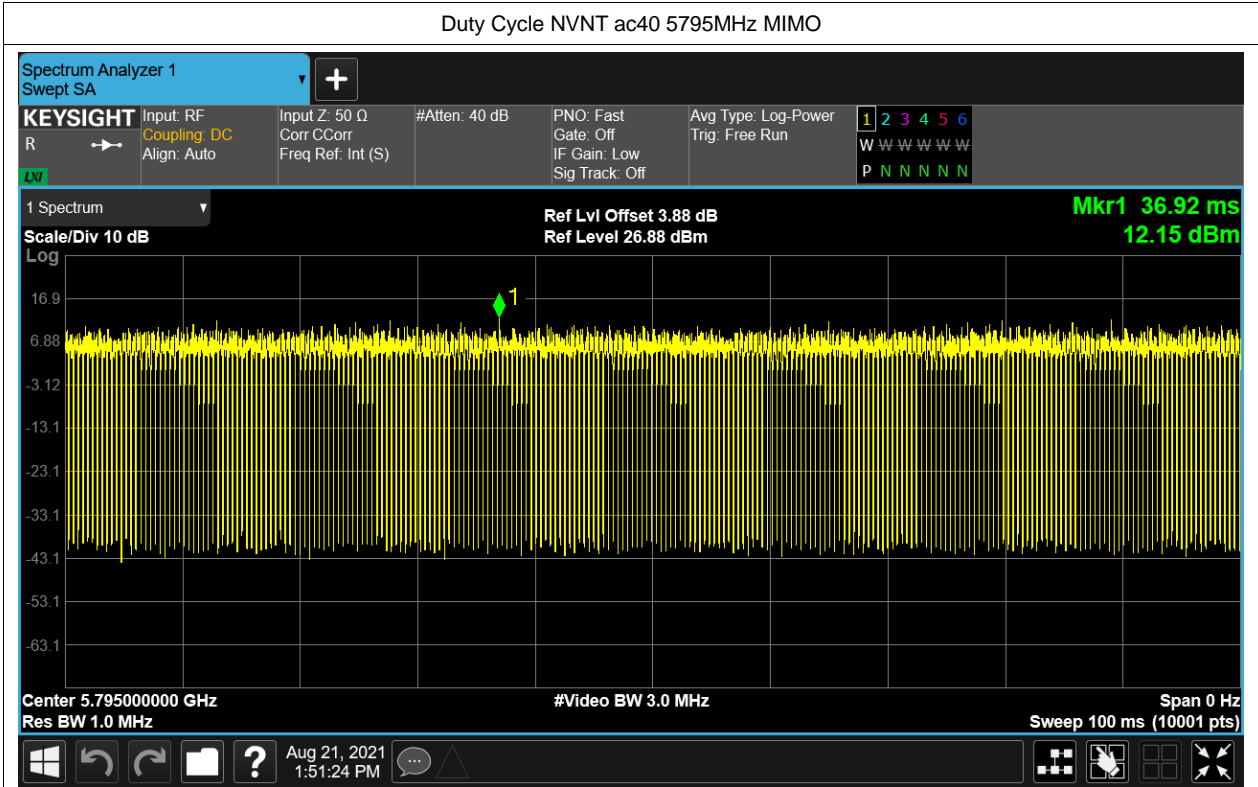 Duty Cycle NVNT ac40 5795MHz MIMO
Spectrum Analyzer 1
Swept SA
KEYSIGHT
R
LXI
Input: RF
Coupling: DC
Align: Auto
Input Z: 50 Ω
Corr CCorr
Freq Ref: Int (S)
#Atten: 40 dB
PNO: Fast
Gate: Off
IF Gain: Low
Sig Track: Off
Avg Type: Log-Power
Trig: Free Run
1 2 3 4 5 6
W W W W W W
P N N N N N
1 Spectrum
Scale/Div 10 dB
Log
Ref Lvl Offset 3.88 dB
Ref Level 26.88 dBm
Mkr1 36.92 ms
12.15 dBm
1
16.9
6.88
-3.12
-13.1
-23.1
-33.1
-43.1
-53.1
-63.1
Center 5.795000000 GHz
#Video BW 3.0 MHz
Span 0 Hz
Res BW 1.0 MHz
Sweep 100 ms (10001 pts)
?
Aug 21, 2021
1:51:24 PM